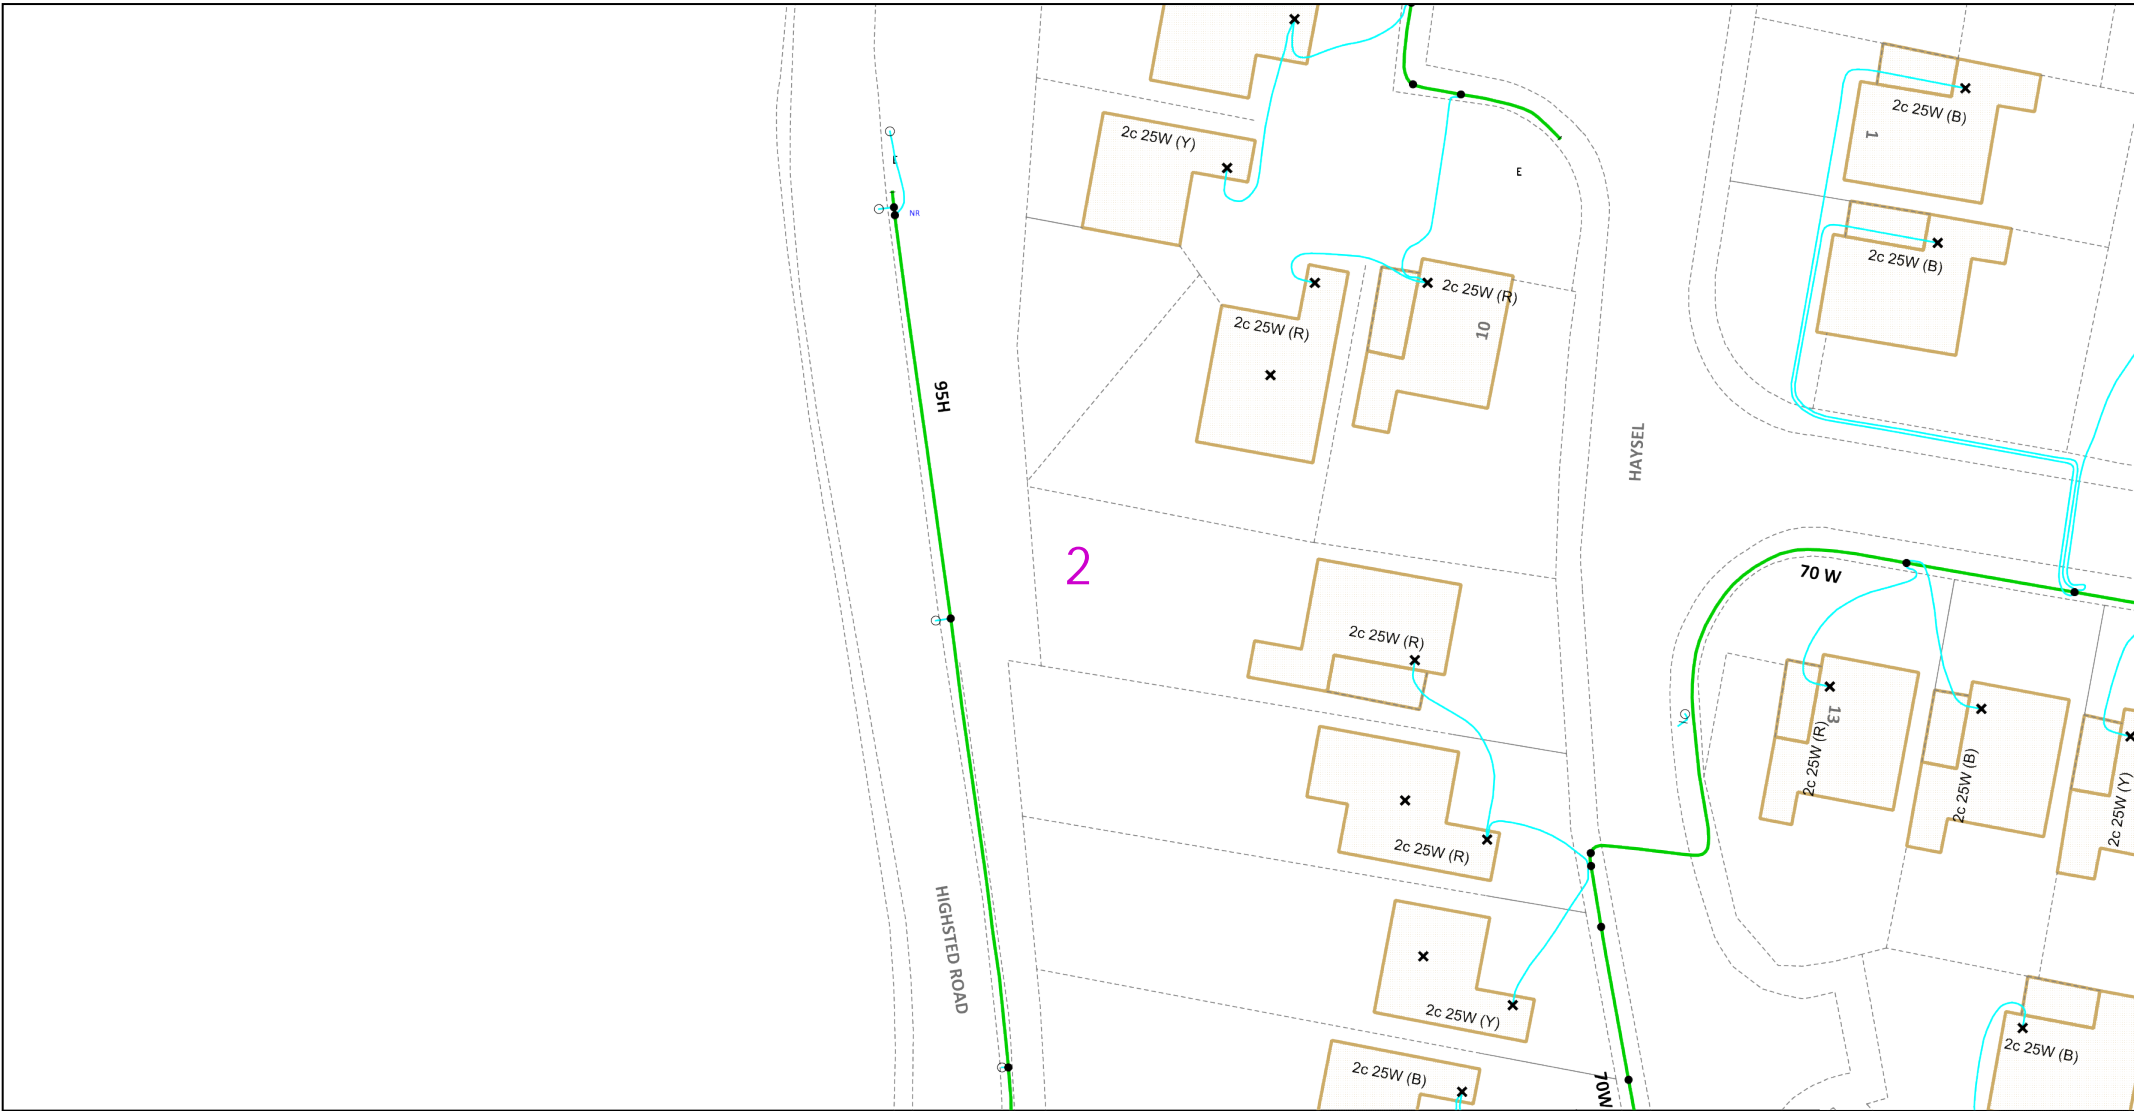 2c 25W (Y)
2c 25W (B)
1
E
E
NR
2c 25W (B)
2c 25W (R)
2c 25W (R)
10
95H
HAYSEL
2
70 W
2c 25W (R)
13
2c 25W (R)
2c 25W (B)
2c 25W (Y)
2c 25W (R)
HIGHSTED ROAD
2c 25W (Y)
2c 25W (B)
2c 25W (B)
70W